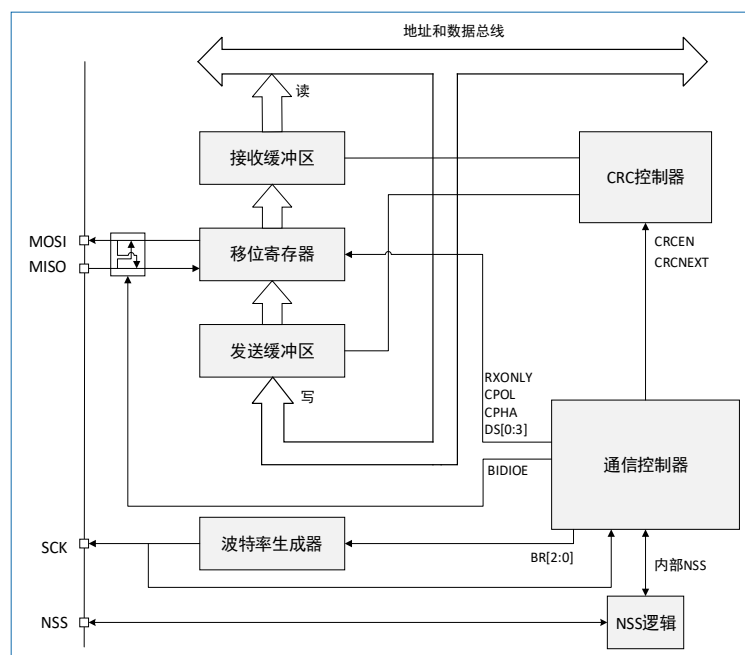 地址和数据总线
读
接收缓冲区
CRC控制器
MOSI
移位寄存器
CRCEN
MISO
CRCNEXT
发送缓冲区
RXONLY
写
CPOL
CPHA
DS[0:3]
通信控制器
BIDIOE
SCK
波特率生成器
BR[2:0]
内部NSS
NSS
NSS逻辑